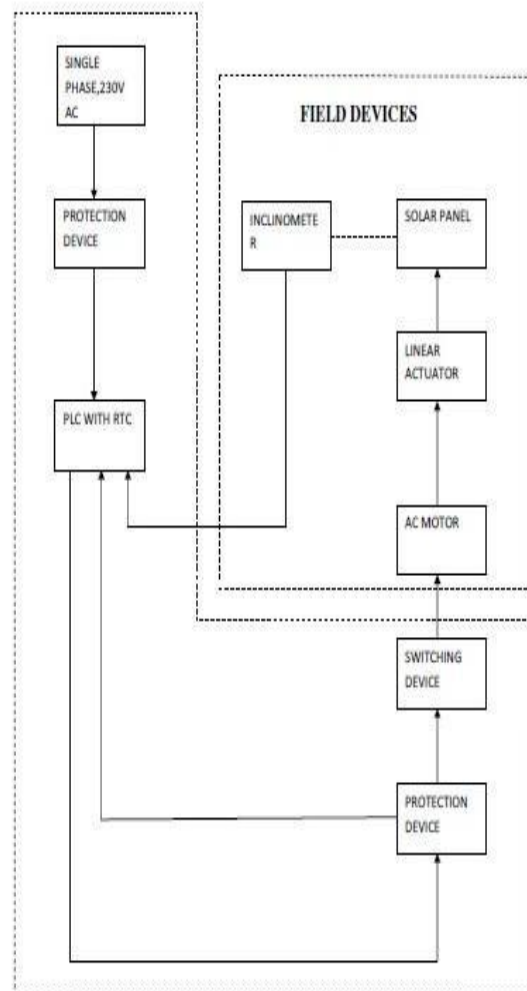 SINGLE
PHASE,230V
AC
FIELD DEVICES
PROTECTION
DEVICE
INCLINOMETE
R
SOLAR PANEL
LINEAR
ACTUATOR
PLC WITH RTC
AC MOTOR
SWITCHING
DEVICE
PROTECTION
DEVICE